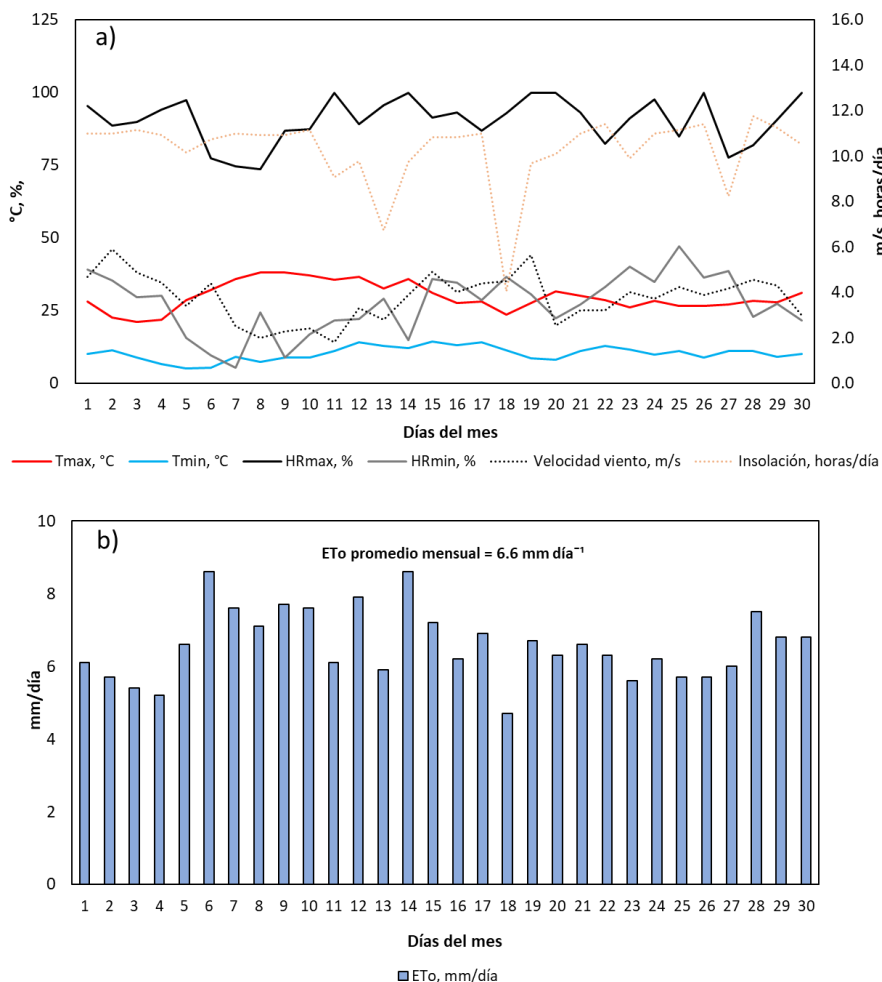 a)
125
100
75
50
25
0
°C, %,
16.0
14.0
12.0
10.0
8.0
6.0
4.0
2.0
0.0
m/s, horas/día
1 2 3 4 5 6 7 8 9 10 11 12 13 14 15 16 17 18 19 20 21 22 23 24 25 26 27 28 29 30
Días del mes
Tmax, °C Tmin, °C HRmax, % HRmin, % Velocidad viento, m/s Insolación, horas/día
b)
ETo promedio mensual = 6.6 mm día⁻¹
10
8
6
4
2
0
mm/día
1 2 3 4 5 6 7 8 9 10 11 12 13 14 15 16 17 18 19 20 21 22 23 24 25 26 27 28 29 30
Días del mes
ETo, mm/día